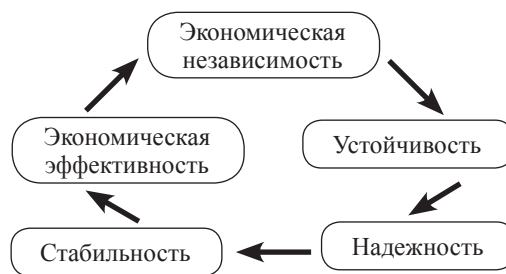 Экономическая
независимость
Устойчивость
Надежность
Стабильность
Экономическая
эффективность